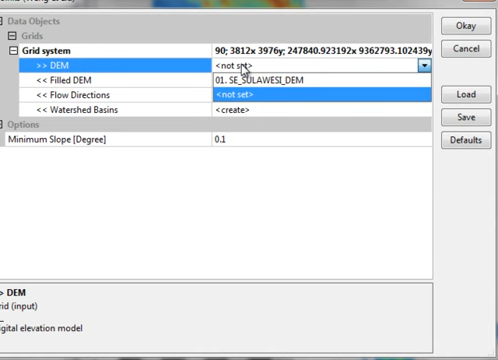 Data Objects
Okay
Grids
Grid system 90; 3812x 3976y; 247840.923192x 9362793.102439y
Cancel
>> DEM <not set>
<< Filled DEM 01. SE_SULAWESI_DEM
<< Flow Directions <not set>
Load
<< Watershed Basins <create>
Save
Options
Minimum Slope [Degree] 0.1
Defaults
> DEM
rid (input)
igital elevation model